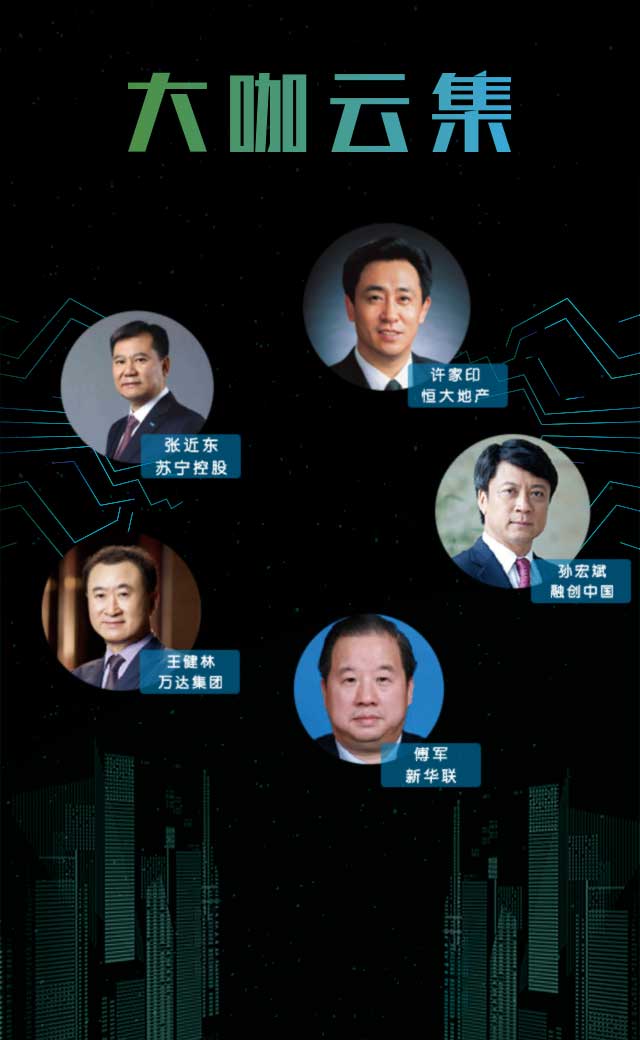 大咖云集
许家印
恒大地产
张近东
苏宁控股
孙宏斌
融创中国
王健林
万达集团
傅军
新华联